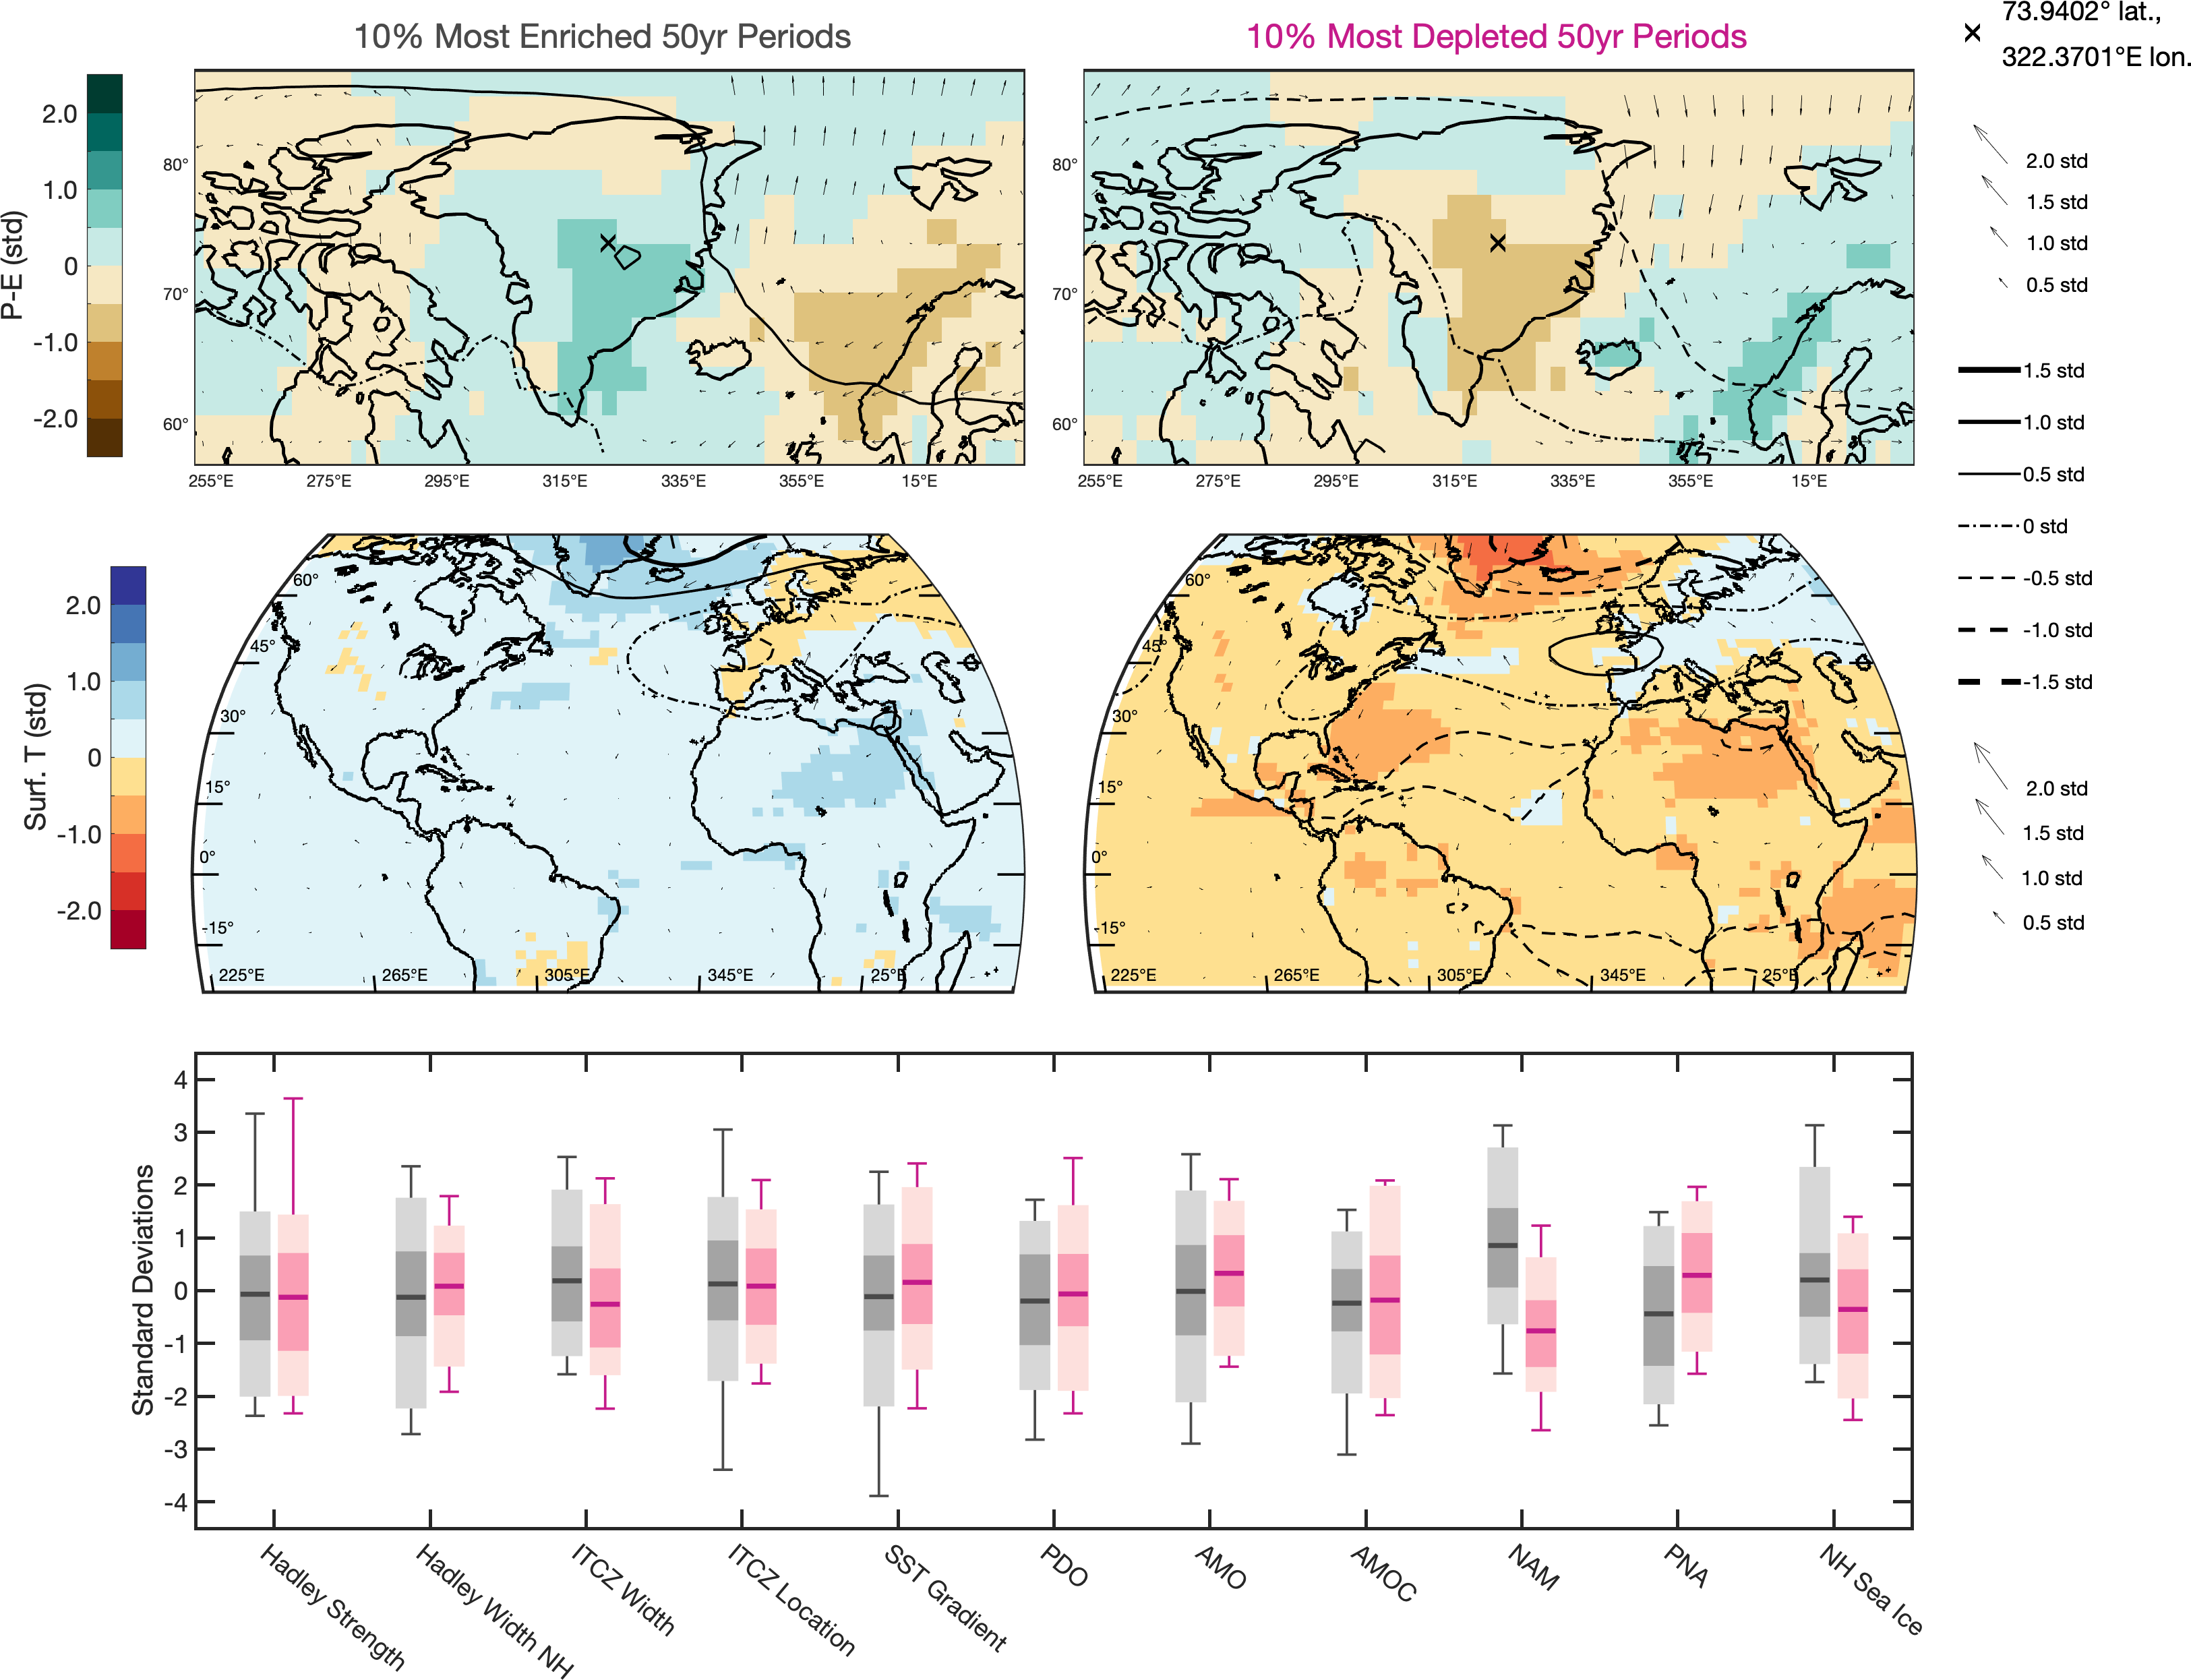 10% Most Enriched 50yr Periods
10% Most Depleted 50yr Periods
73.9402° lat.,
322.3701°E lon.
P-E (std)
2.0
1.0
0
-1.0
-2.0
80°
70°
60°
255°E 275°E 295°E 315°E 335°E 355°E 15°E
80°
70°
60°
255°E 275°E 295°E 315°E 335°E 355°E 15°E
2.0 std
1.5 std
1.0 std
0.5 std
1.5 std
1.0 std
0.5 std
0 std
-0.5 std
-1.0 std
-1.5 std
2.0 std
1.5 std
1.0 std
0.5 std
Surf. T (std)
2.0
1.0
0
-1.0
-2.0
60°
45°
30°
15°
0°
-15°
225°E 265°E 305°E 345°E 25°E
60°
45°
30°
15°
0°
-15°
225°E 265°E 305°E 345°E 25°E
Standard Deviations
4
3
2
1
0
-1
-2
-3
-4
Hadley Strength
Hadley Width NH
ITCZ Width
ITCZ Location
SST Gradient
PDO
AMO
AMOC
NAM
PNA
NH Sea Ice